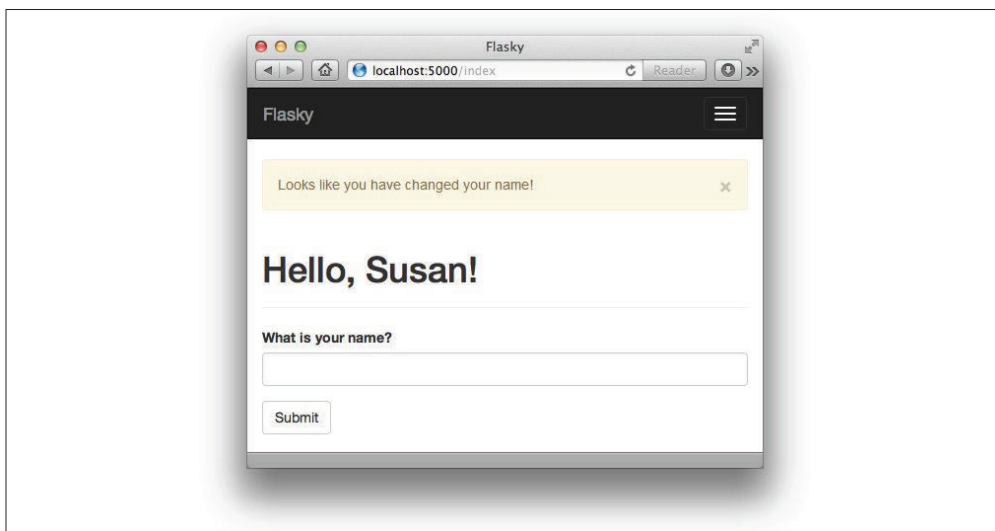 Flasky
localhost:5000/index
Reader
Flasky
Looks like you have changed your name! ×
Hello, Susan!
What is your name?
Submit